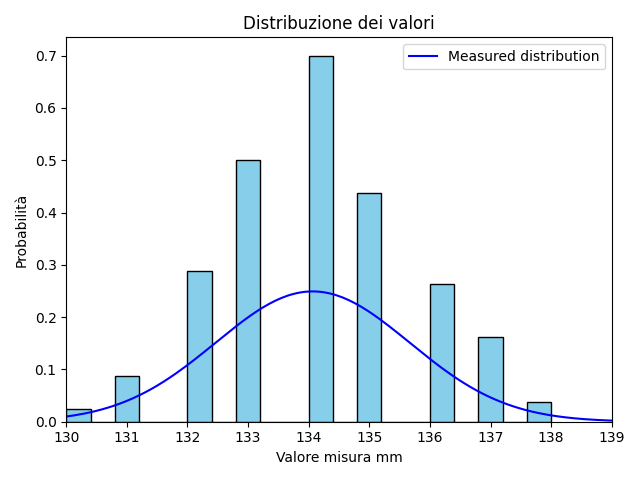 Distribuzione dei valori
Measured distribution
0.7
0.6
0.5
0.4
0.3
0.2
0.1
0.0
Probabilità
130 131 132 133 134 135 136 137 138 139
Valore misura mm